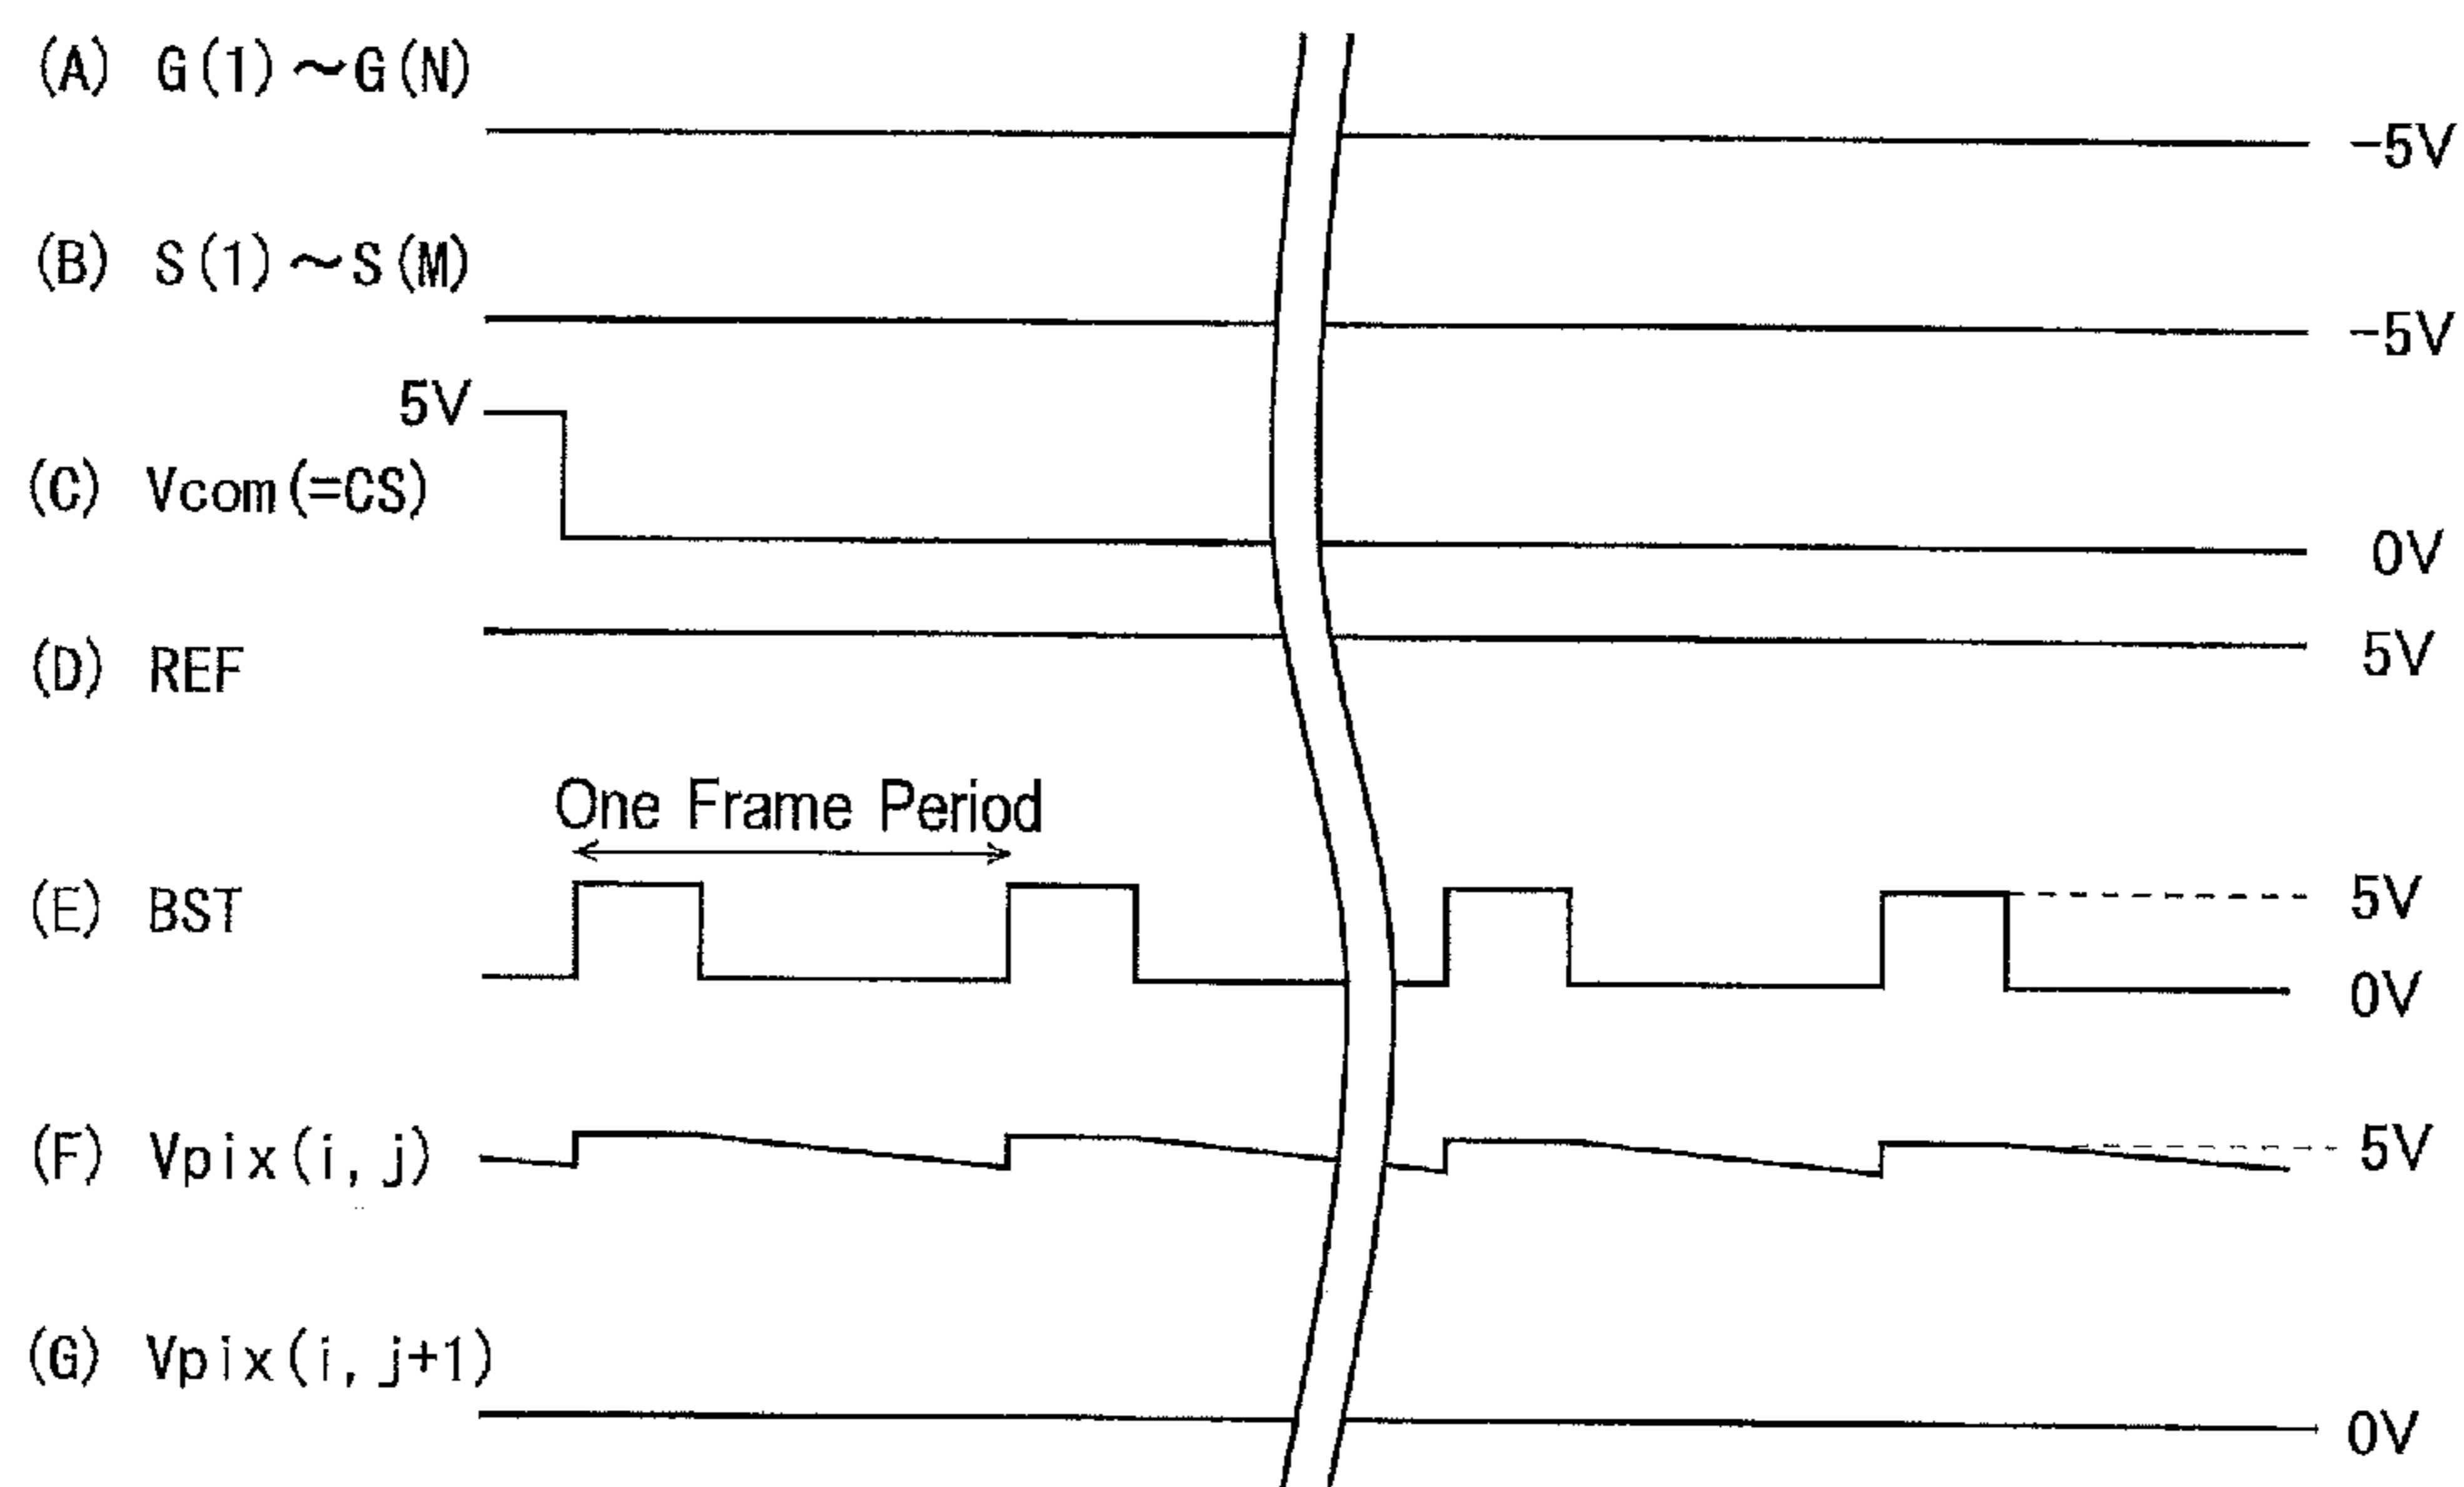 (A) G(1)~G(N)
-5V
(B) S(1)~S(M)
-5V
5V
(C) Vcom(=CS)
0V
(D) REF
5V
One Frame Period
(E) BST
5V
0V
(F) Vpix(i, j)
5V
(G) Vpix(i, j+1)
0V